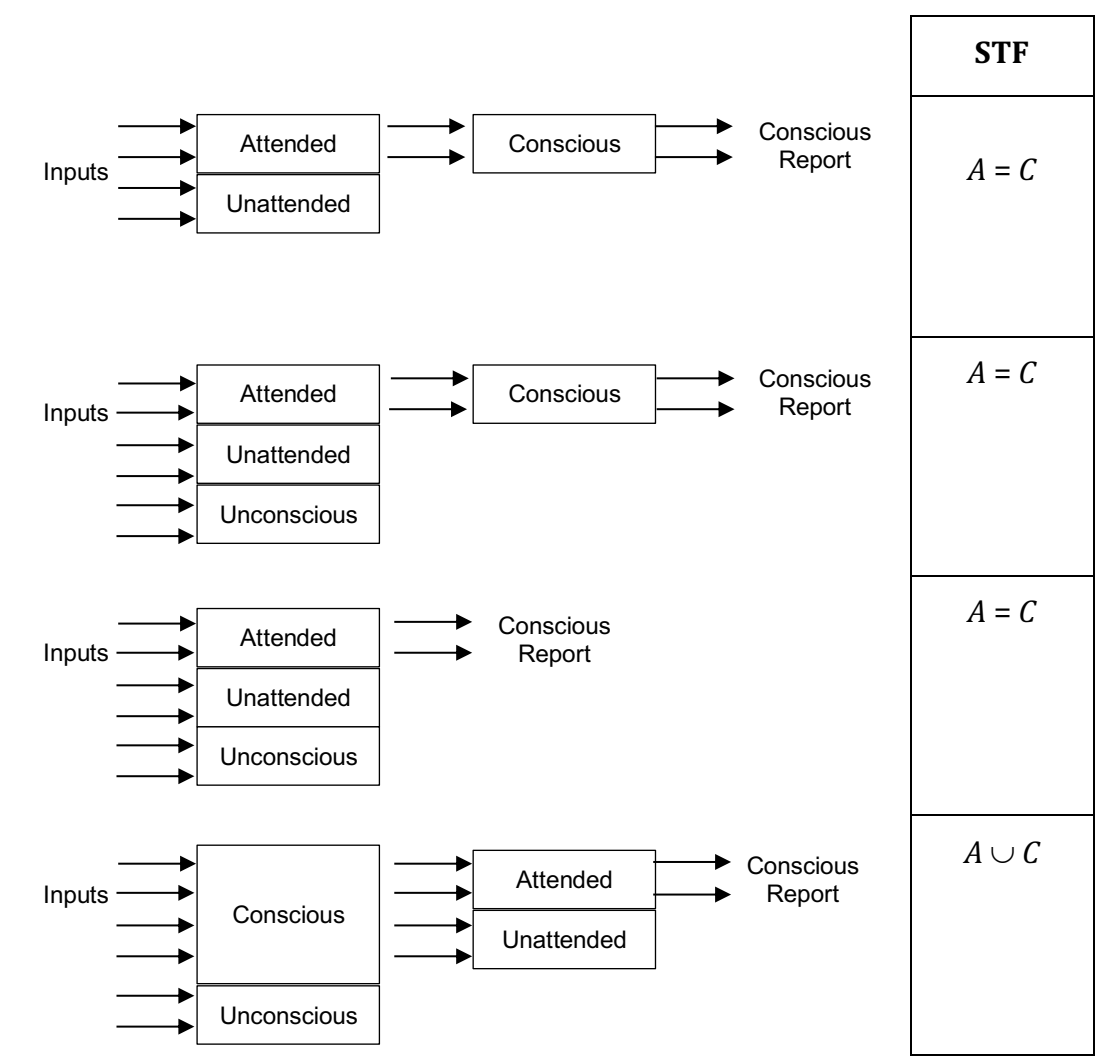 STF
Inputs
Attended
Unattended
Conscious
Conscious
Report
A = C
Inputs
Attended
Unattended
Unconscious
Conscious
Conscious
Report
A = C
Inputs
Attended
Unattended
Unconscious
Conscious
Report
A = C
Inputs
Conscious
Unconscious
Attended
Unattended
Conscious
Report
A ∪ C